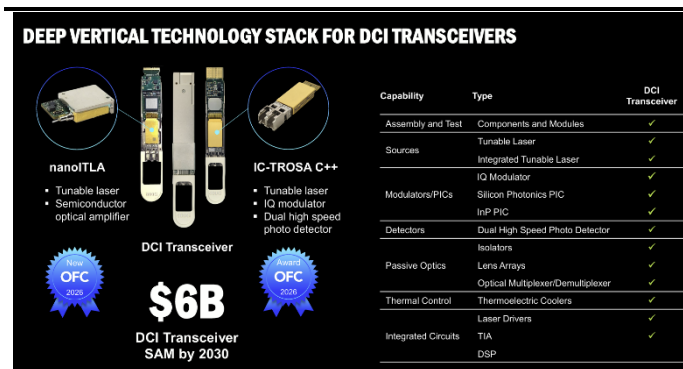 DEEP VERTICAL TECHNOLOGY STACK FOR DCI TRANSCEIVERS
nanoITLA
▪ Tunable laser
▪ Semiconductor
optical amplifier
IC-TROSA C++
▪ Tunable laser
▪ IQ modulator
▪ Dual high speed
photo detector
DCI Transceiver
New
OFC
2026
Award
OFC
2026
$6B
DCI Transceiver
SAM by 2030
Capability Type DCI
Transceiver
Assembly and Test Components and Modules ✓
Sources
Tunable Laser ✓
Integrated Tunable Laser ✓
Modulators/PICs
IQ Modulator ✓
Silicon Photonics PIC ✓
InP PIC ✓
Detectors Dual High Speed Photo Detector ✓
Passive Optics
Isolators ✓
Lens Arrays ✓
Optical Multiplexer/Demultiplexer ✓
Thermal Control Thermoelectric Coolers ✓
Integrated Circuits
Laser Drivers ✓
TIA ✓
DSP